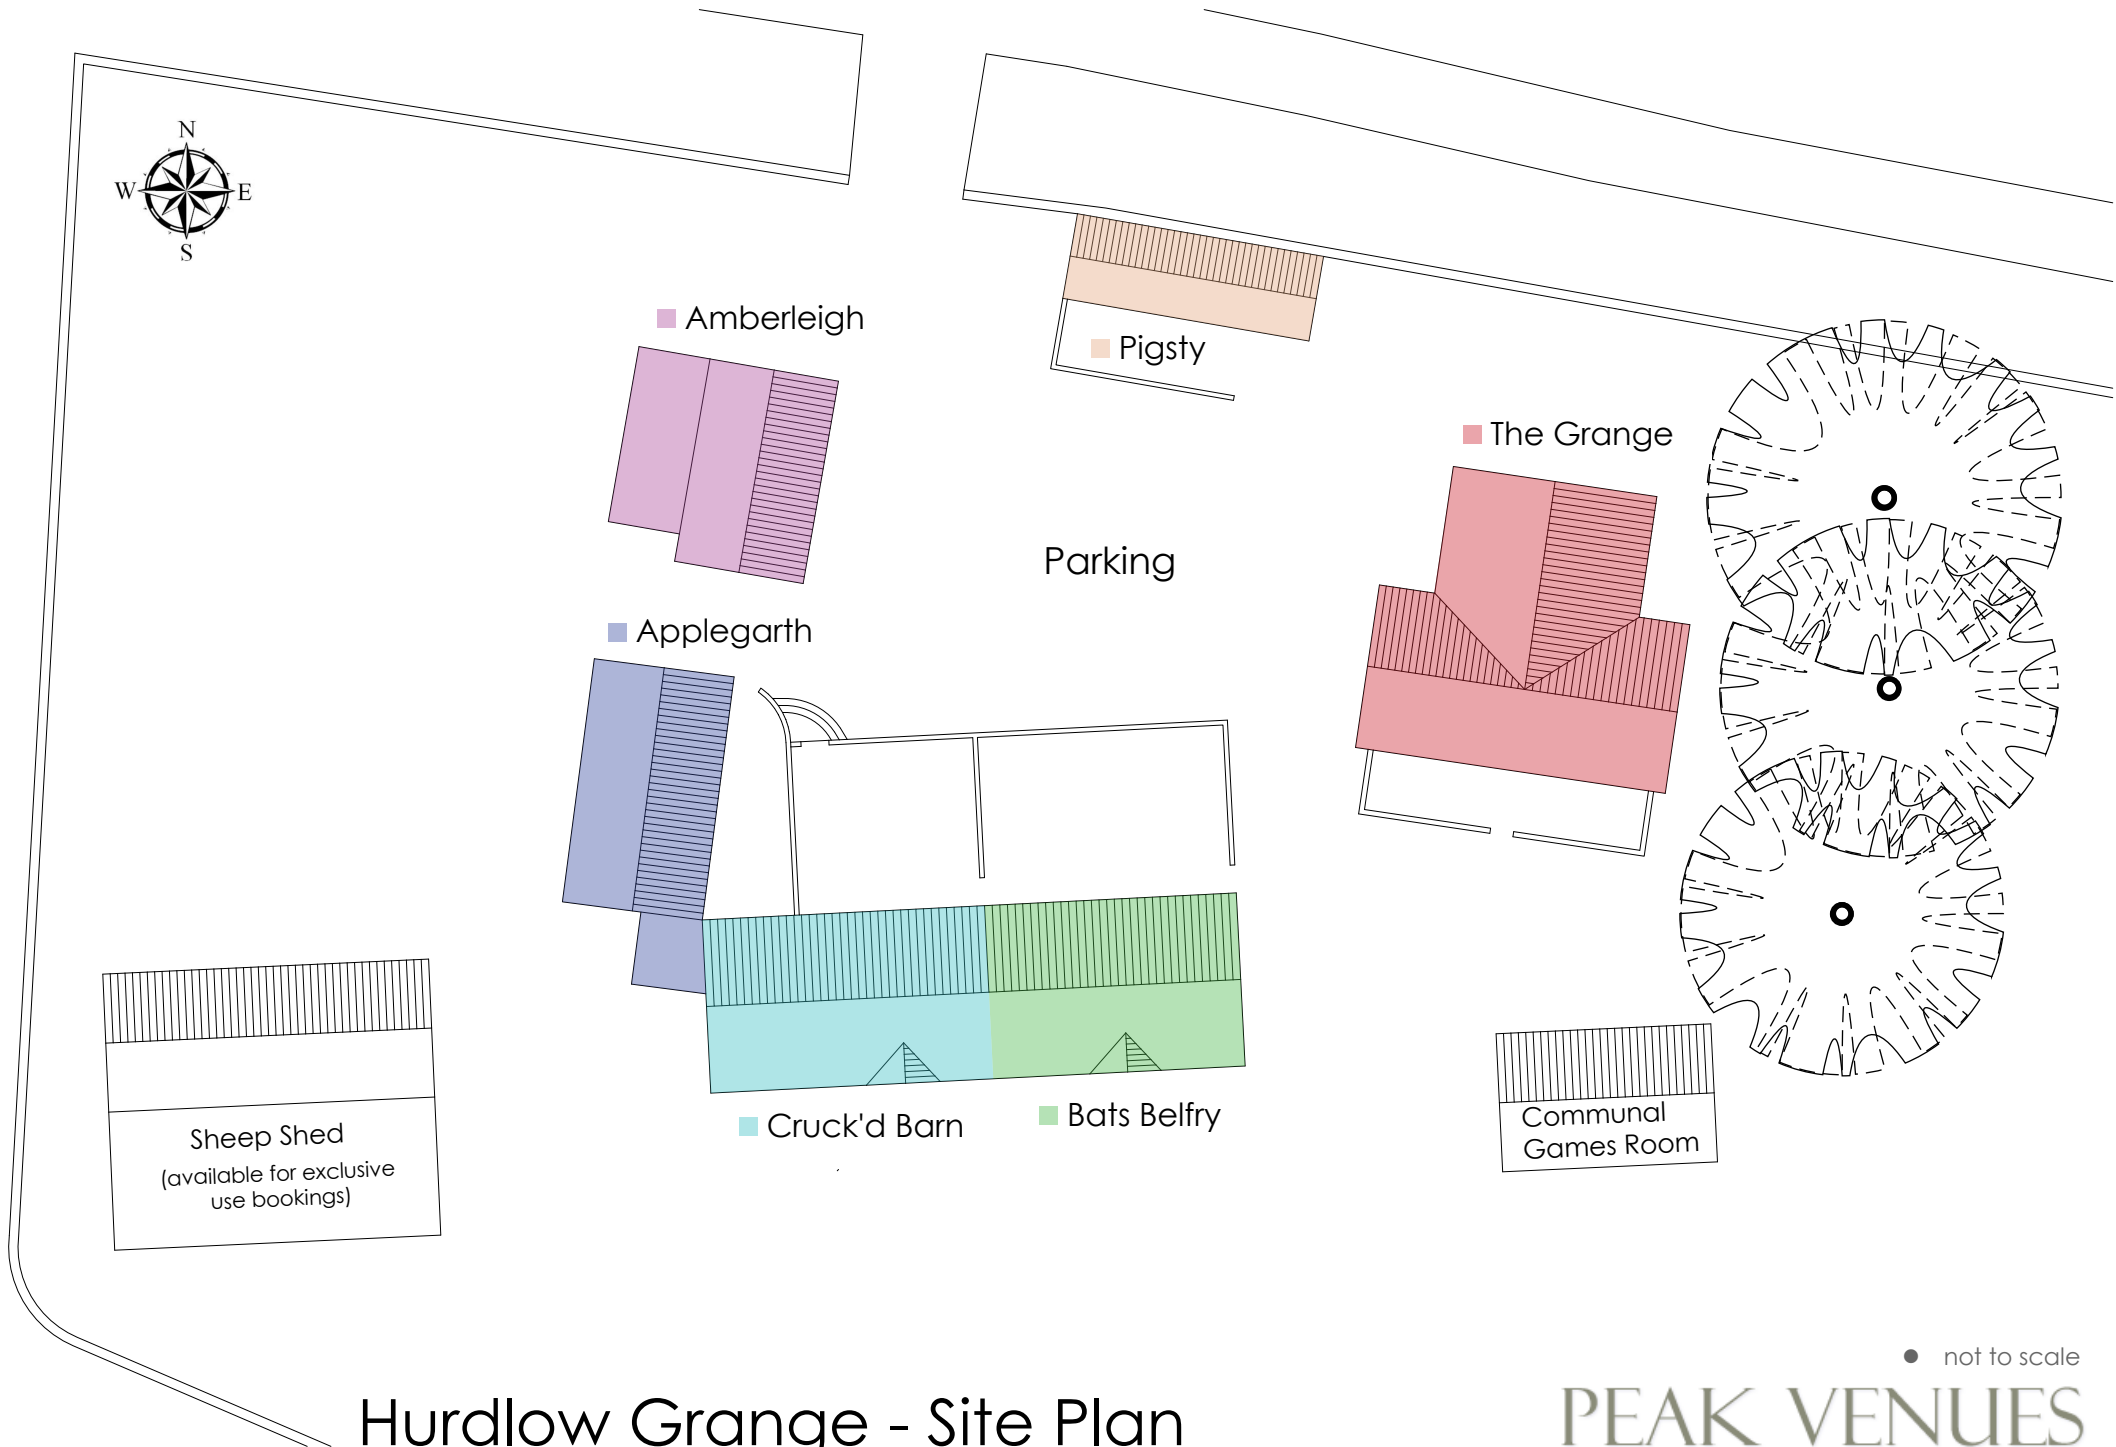 N
W E
S
Amberleigh
Pigsty
The Grange
Parking
Applegarth
Cruck'd Barn
Bats Belfry
Sheep Shed
(available for exclusive
use bookings)
Communal
Games Room
not to scale
Hurdlow Grange - Site Plan
PEAK VENUES